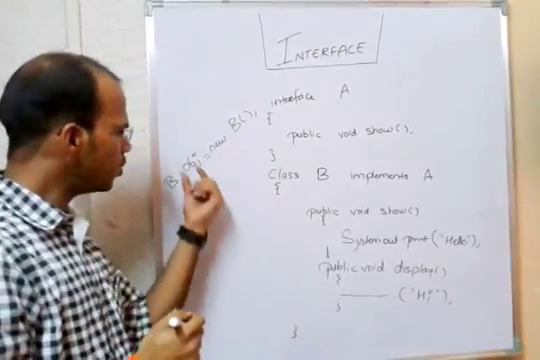 INTERFACE
interface A
{
public void show();
}
Class B implements A
{
public void show()
{
System out print ("Hello");
}
public void display()
{
("Hi");
}
}
B obj = new B();